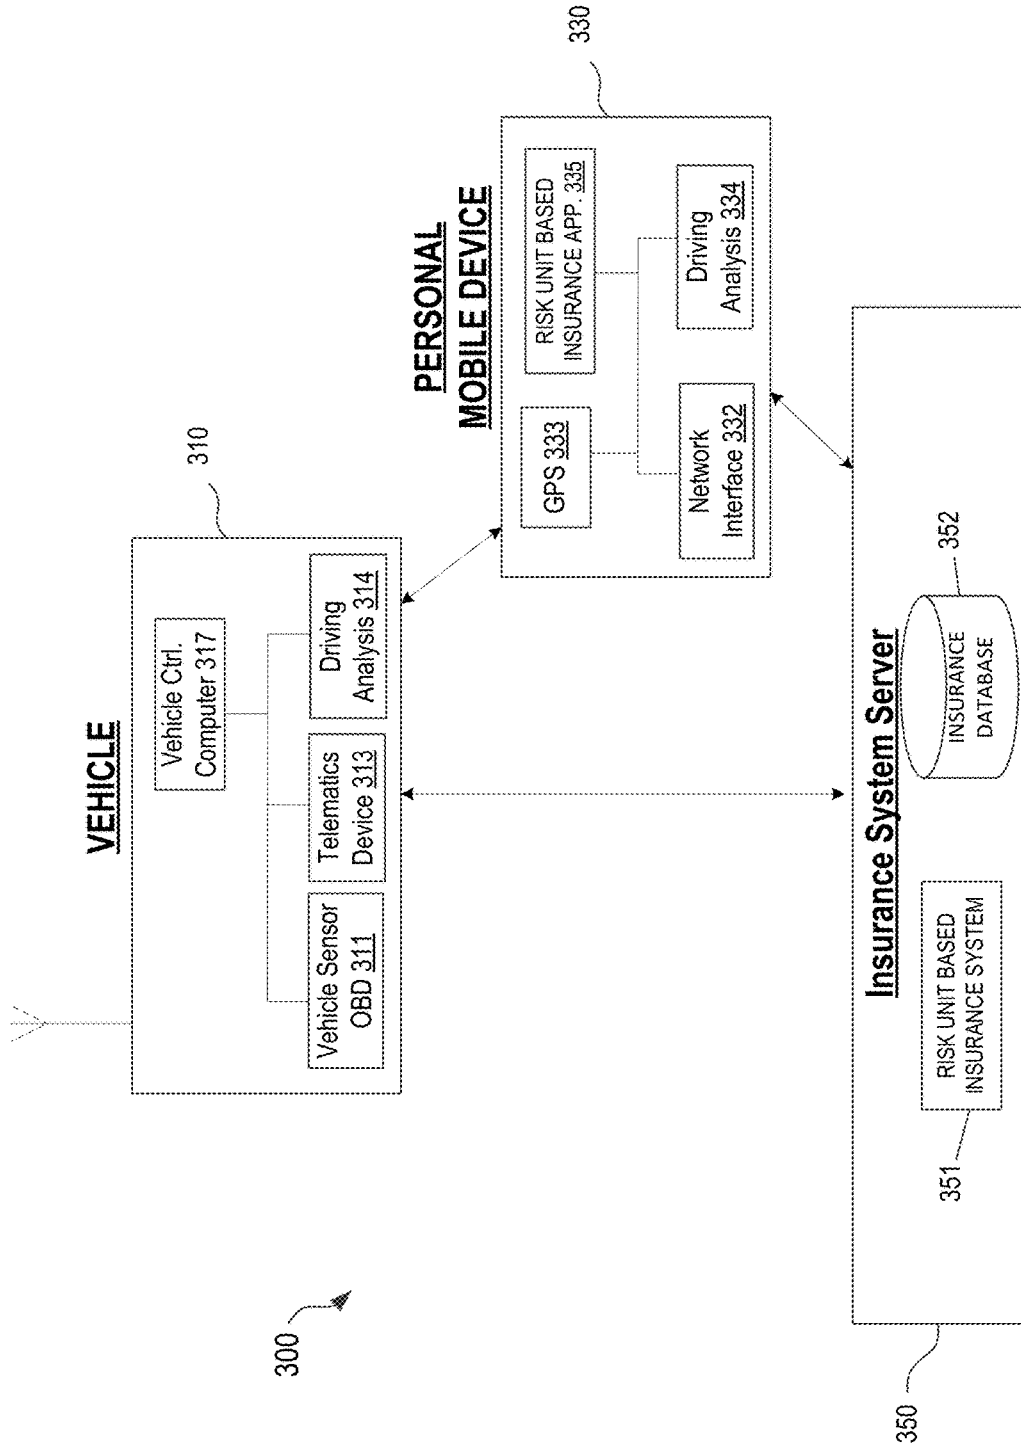 300
VEHICLE
310
Vehicle Ctrl.
Computer 317
Vehicle Sensor
OBD 311
Telematics
Device 313
Driving
Analysis 314
PERSONAL
MOBILE DEVICE
330
GPS 333
RISK UNIT BASED
INSURANCE APP. 335
Network
Interface 332
Driving
Analysis 334
350
Insurance System Server
351
RISK UNIT BASED
INSURANCE SYSTEM
INSURANCE
DATABASE
352